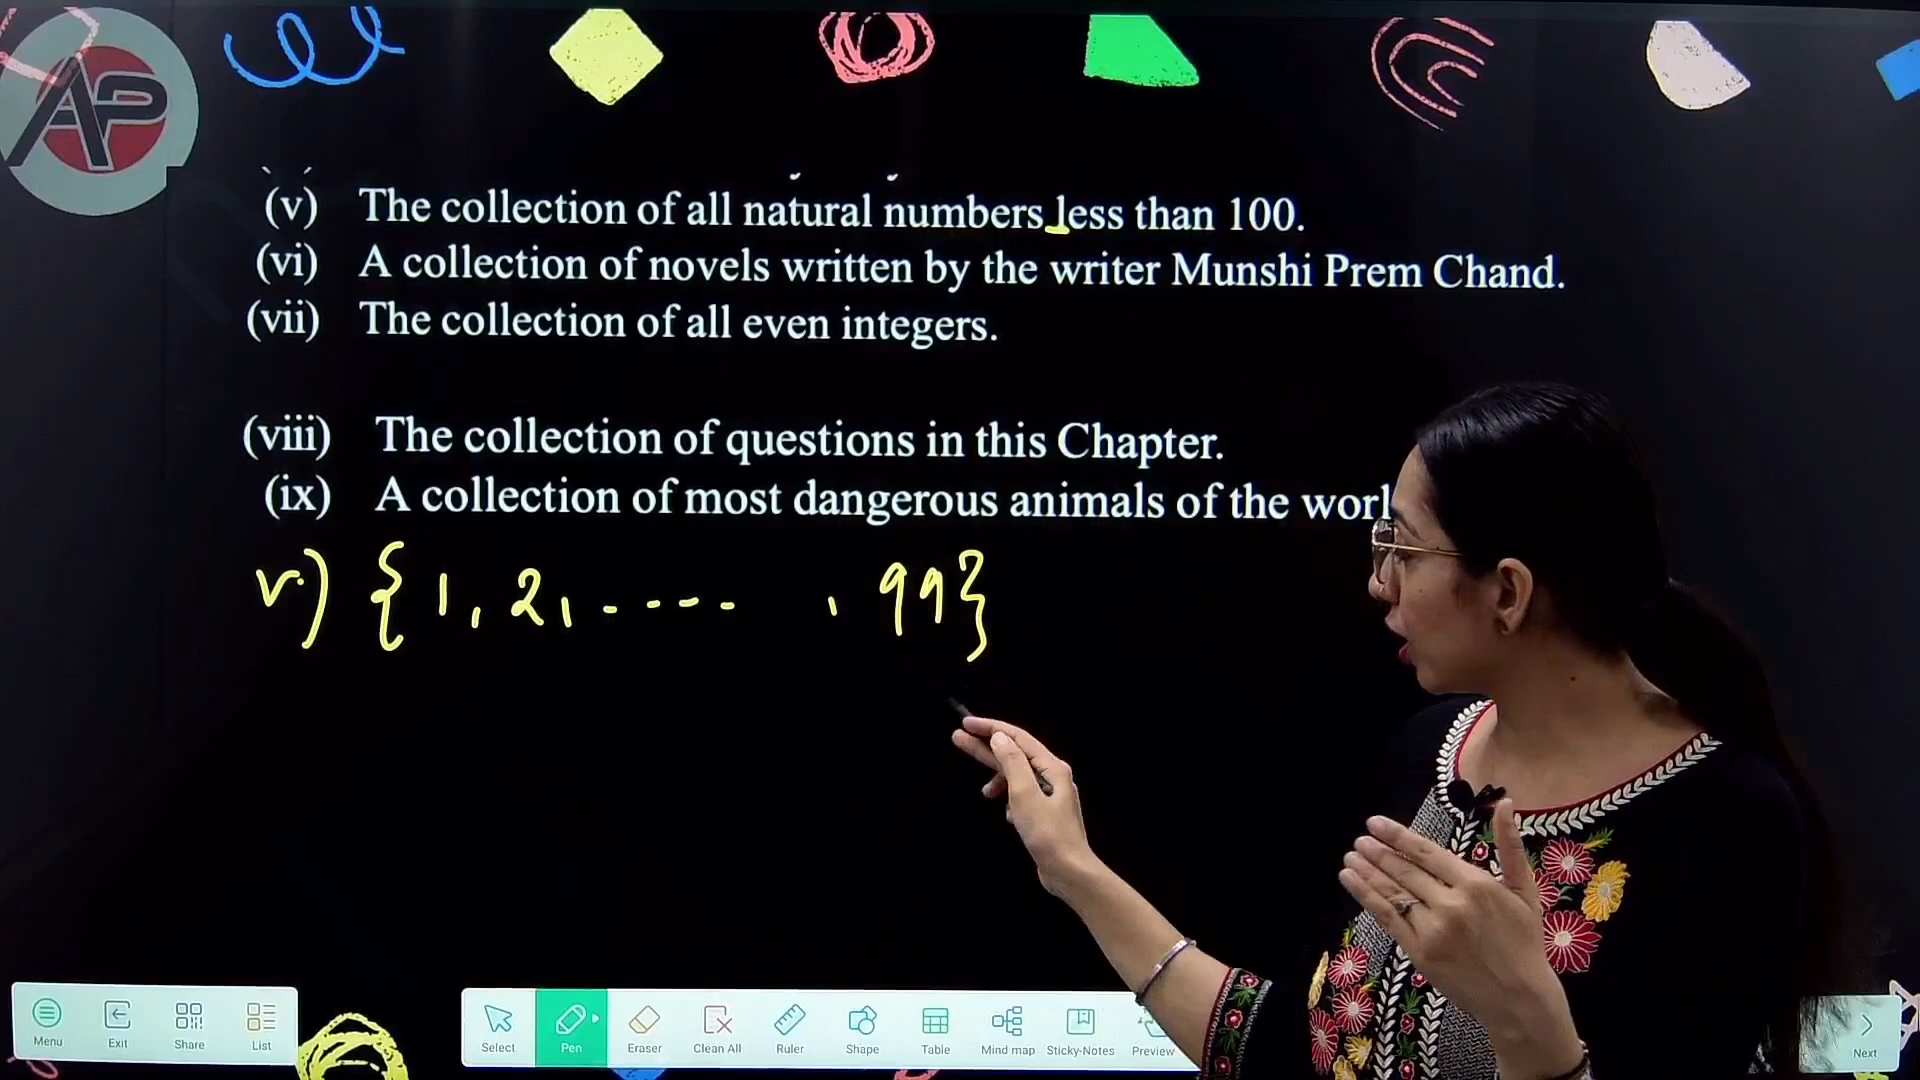 AP
(v) The collection of all natural numbers less than 100.
(vi) A collection of novels written by the writer Munshi Prem Chand.
(vii) The collection of all even integers.
(viii) The collection of questions in this Chapter.
(ix) A collection of most dangerous animals of the worl
v) {1, 2, ....... , 99}
Menu Exit Share List Select Pen Eraser Clean All Ruler Shape Table Mind map Sticky-Notes Preview Next